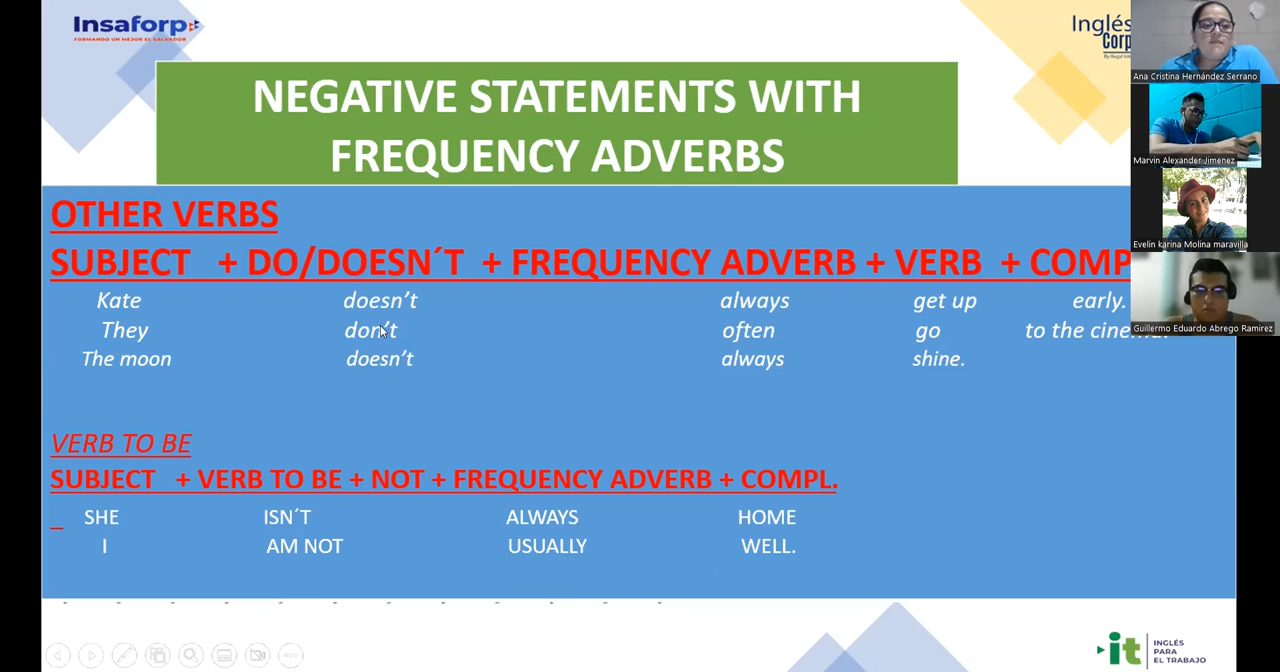 Insaforp
FORMANDO UN MEJOR EL SALVADOR
Inglés
Corp
Ana Cristina Hernández Serrano
Marvin Alexander Jimenez
Evelin karina Molina maravilla
Guillermo Eduardo Abrego Ramirez
NEGATIVE STATEMENTS WITH
FREQUENCY ADVERBS
OTHER VERBS
SUBJECT + DO/DOESN´T + FREQUENCY ADVERB + VERB + COMP
Kate doesn’t always get up early.
They don’t often go to the cinema.
The moon doesn’t always shine.
VERB TO BE
SUBJECT + VERB TO BE + NOT + FREQUENCY ADVERB + COMPL.
_ SHE ISN´T ALWAYS HOME
I AM NOT USUALLY WELL.
it
INGLÉS
PARA
EL TRABAJO